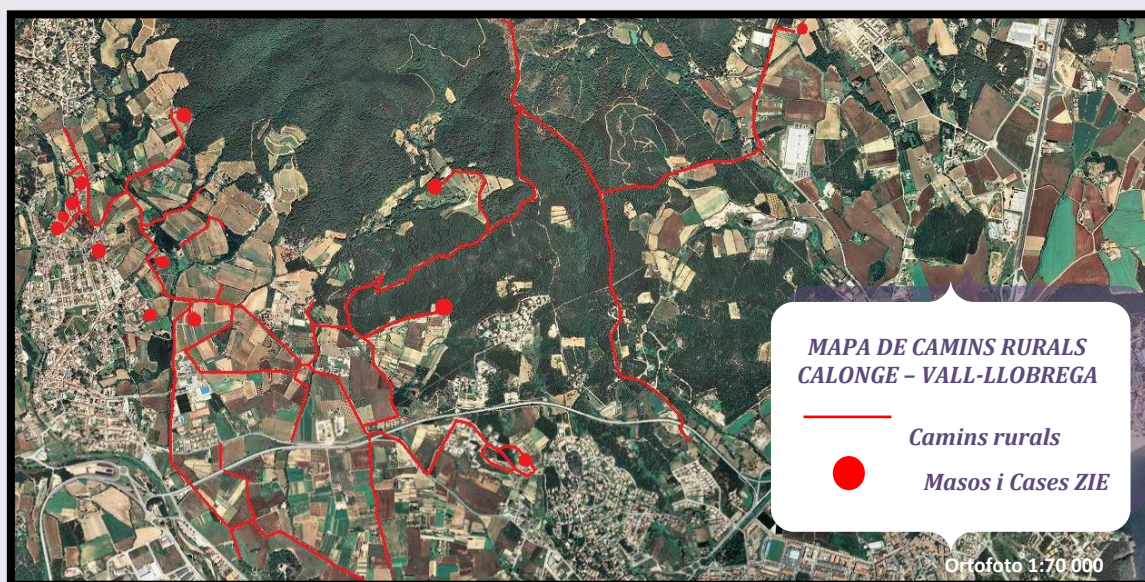 MAPA DE CAMINS RURALS
CALONGE – VALL-LLOBREGA
Camins rurals
Masos i Cases ZIE
Ortofoto 1:70 000